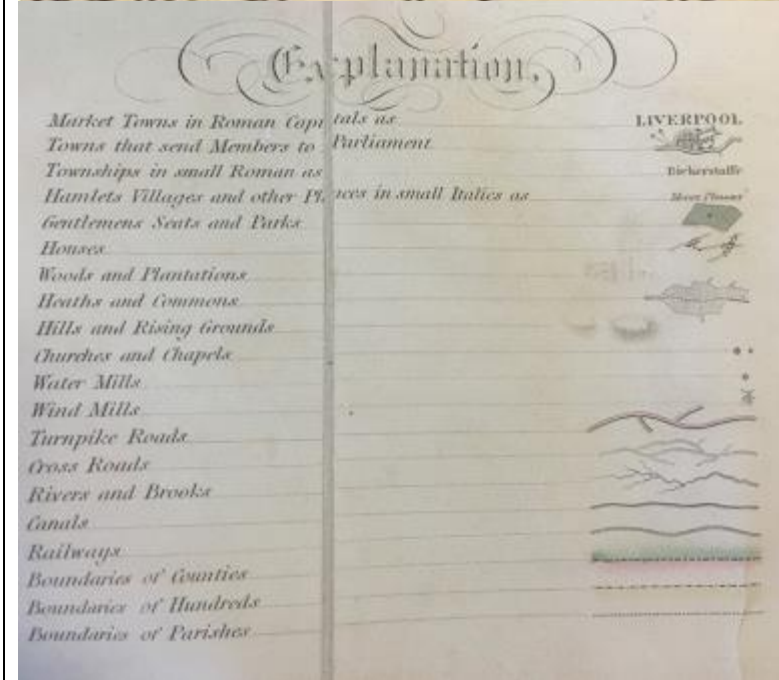 Explanation,
Market Towns in Roman Capitals as LIVERPOOL
Towns that send Members to Parliament
Townships in small Roman as Bickerstaffe
Hamlets Villages and other Places in small Italics as
Gentlemens Seats and Parks
Houses
Woods and Plantations
Heaths and Commons
Hills and Rising Grounds
Churches and Chapels
Water Mills
Wind Mills
Turnpike Roads
Cross Roads
Rivers and Brooks
Canals
Railways
Boundaries of Counties
Boundaries of Hundreds
Boundaries of Parishes